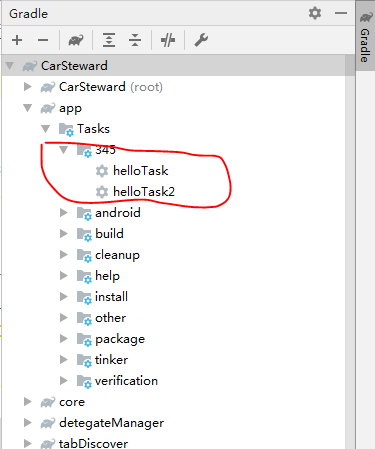 Gradle
Gradle
CarSteward
CarSteward (root)
app
Tasks
345
helloTask
helloTask2
android
build
cleanup
help
install
other
package
tinker
verification
core
detegateManager
tabDiscover